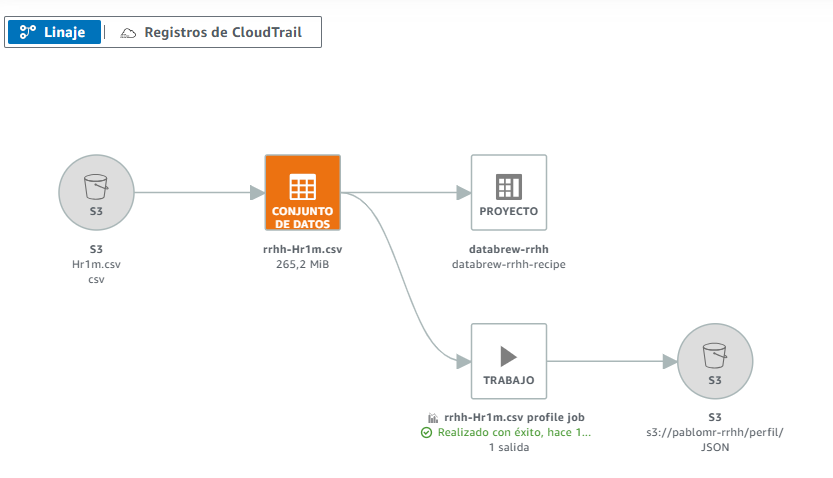 Linaje
Registros de CloudTrail
S3
S3
Hr1m.csv
csv
CONJUNTO
DE DATOS
rrhh-Hr1m.csv
265,2 MiB
PROYECTO
databrew-rrhh
databrew-rrhh-recipe
TRABAJO
rrhh-Hr1m.csv profile job
Realizado con éxito, hace 1...
1 salida
S3
S3
s3://pablomr-rrhh/perfil/
JSON